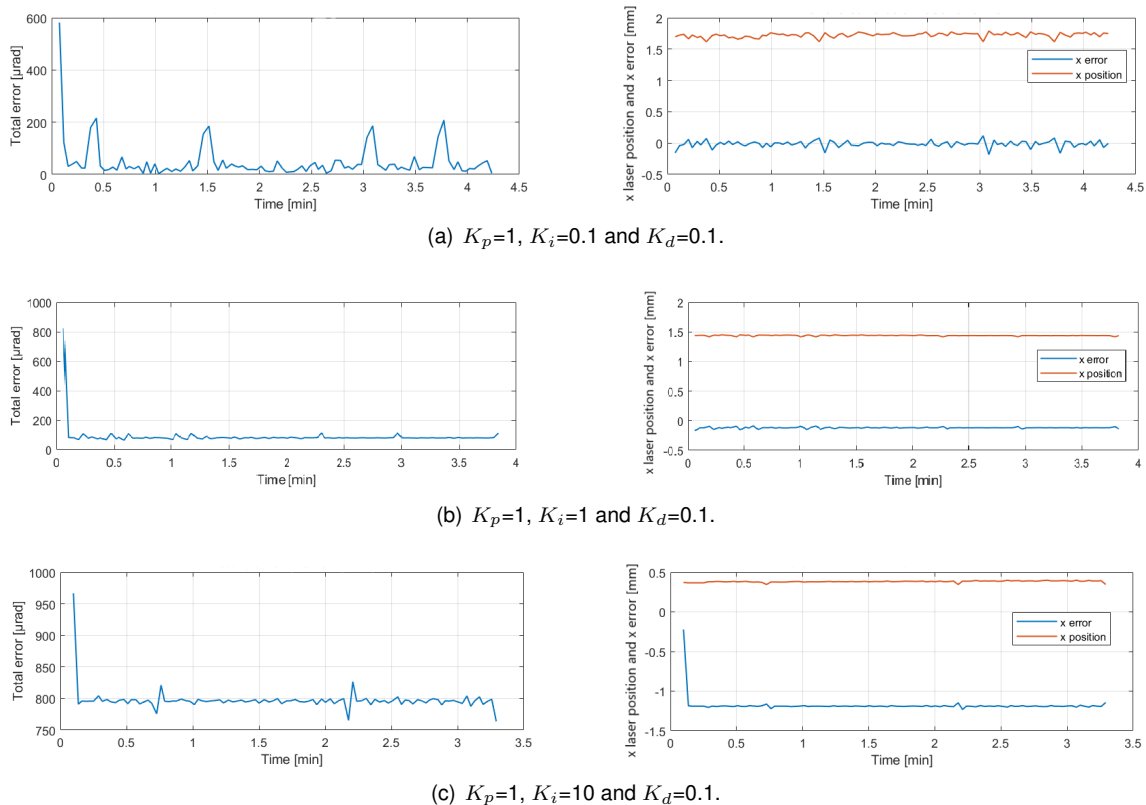 600
400
200
0
Total error [µrad]
0 0.5 1 1.5 2 2.5 3 3.5 4 4.5
Time [min]
2
1.5
1
0.5
0
-0.5
x laser position and x error [mm]
x error
x position
0 0.5 1 1.5 2 2.5 3 3.5 4 4.5
Time [min]
(a) Kp=1, Ki=0.1 and Kd=0.1.
1000
800
600
400
200
0
Total error [µrad]
0 0.5 1 1.5 2 2.5 3 3.5 4
Time [min]
2
1.5
1
0.5
0
-0.5
x laser position and x error [mm]
x error
x position
0 0.5 1 1.5 2 2.5 3 3.5 4
Time [min]
(b) Kp=1, Ki=1 and Kd=0.1.
1000
950
900
850
800
750
Total error [µrad]
0 0.5 1 1.5 2 2.5 3 3.5
Time [min]
0.5
0
-0.5
-1
-1.5
x laser position and x error [mm]
x error
x position
0 0.5 1 1.5 2 2.5 3 3.5
Time [min]
(c) Kp=1, Ki=10 and Kd=0.1.